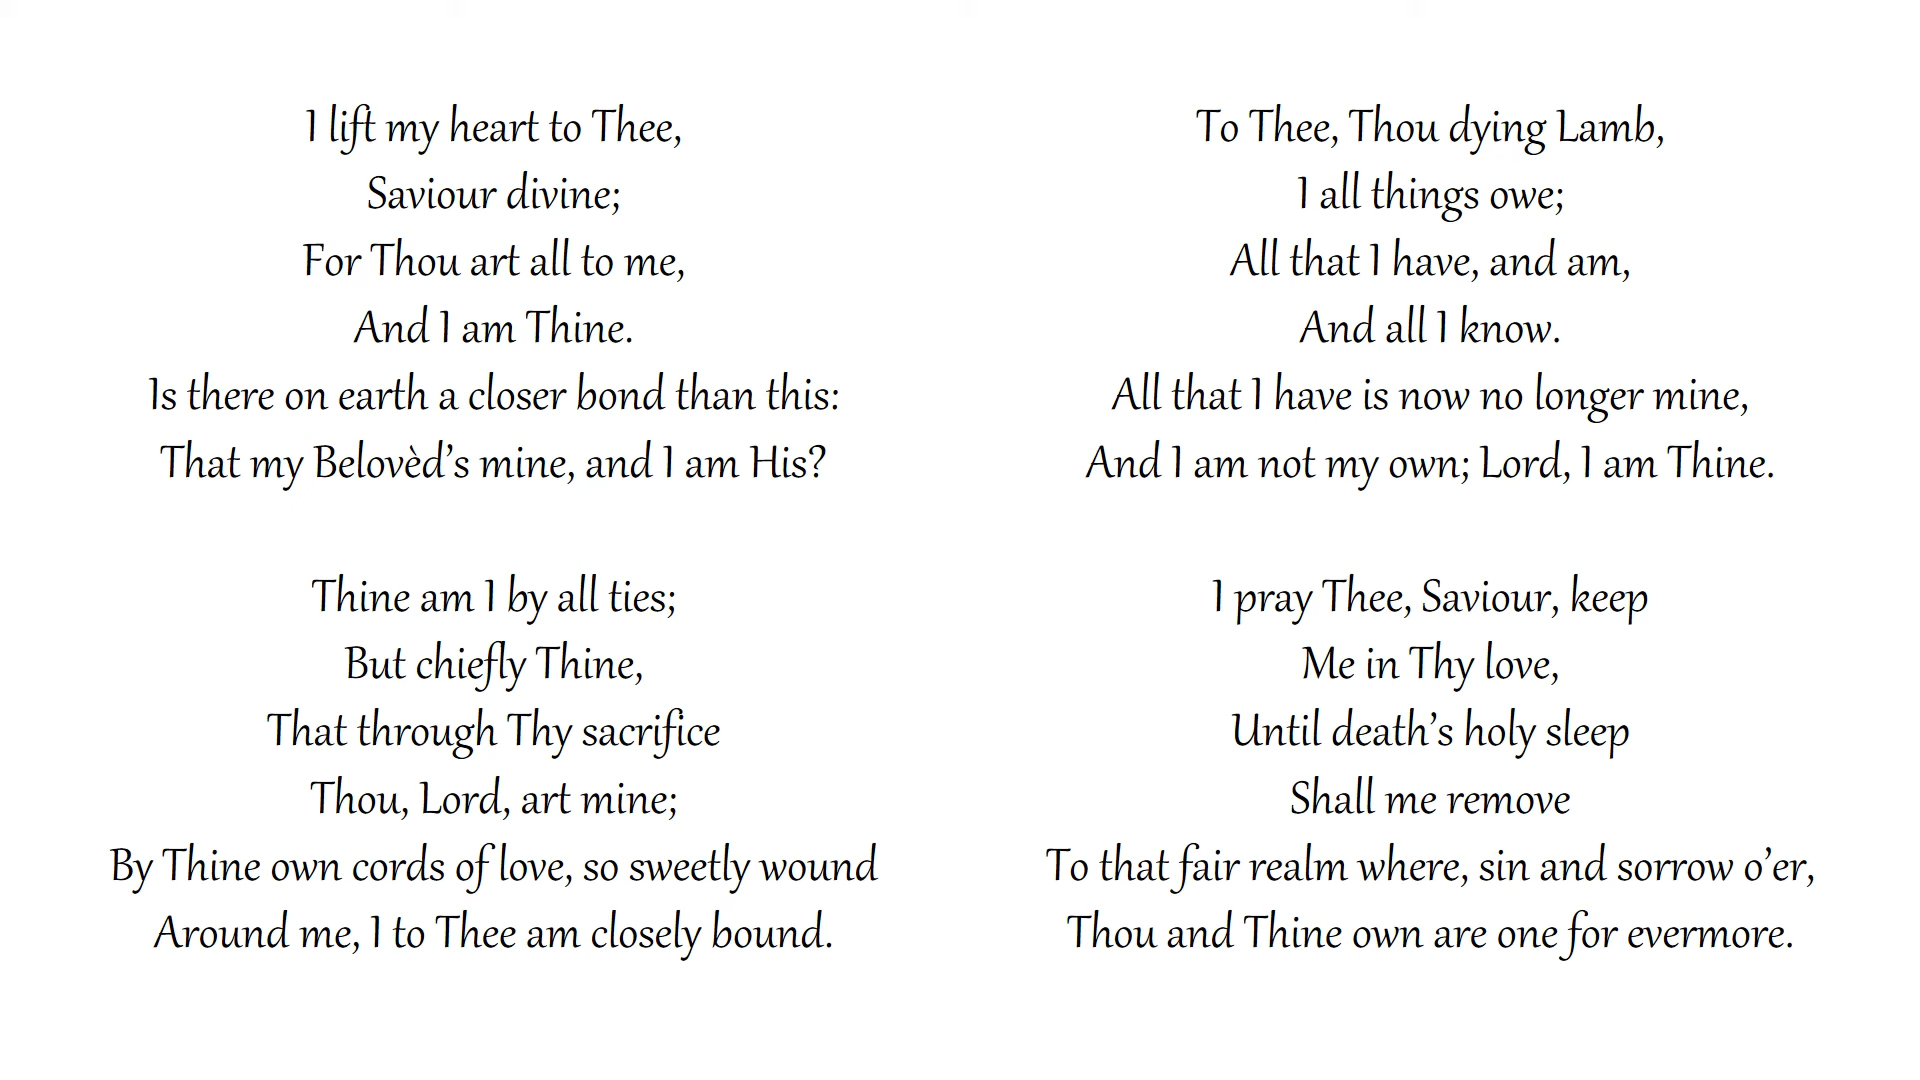 I lift my heart to Thee,
Saviour divine;
For Thou art all to me,
And I am Thine.
Is there on earth a closer bond than this:
That my Belovèd’s mine, and I am His?
Thine am I by all ties;
But chiefly Thine,
That through Thy sacrifice
Thou, Lord, art mine;
By Thine own cords of love, so sweetly wound
Around me, I to Thee am closely bound.
To Thee, Thou dying Lamb,
I all things owe;
All that I have, and am,
And all I know.
All that I have is now no longer mine,
And I am not my own; Lord, I am Thine.
I pray Thee, Saviour, keep
Me in Thy love,
Until death’s holy sleep
Shall me remove
To that fair realm where, sin and sorrow o’er,
Thou and Thine own are one for evermore.